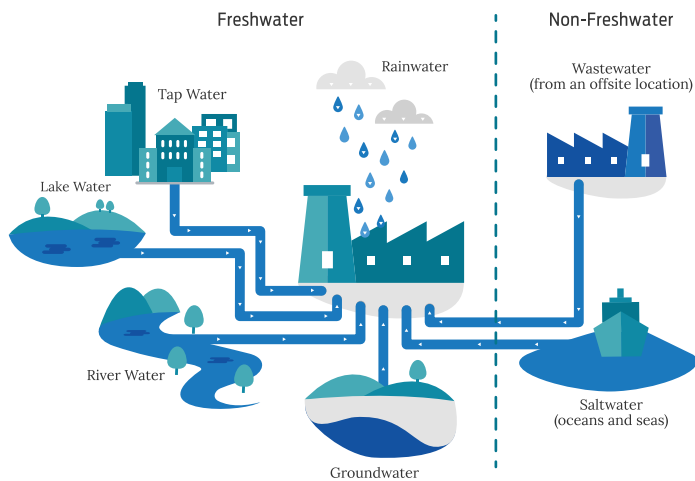 Freshwater
Non-Freshwater
Rainwater
Wastewater
(from an offsite location)
Tap Water
Lake Water
River Water
Saltwater
(oceans and seas)
Groundwater